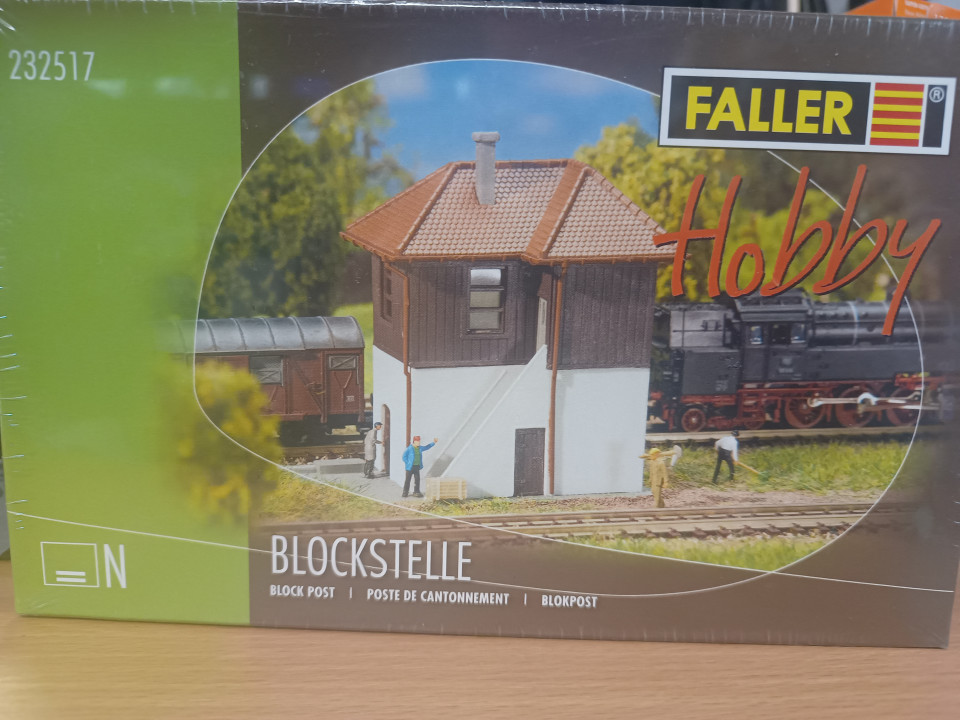 232517
FALLER ®
Hobby
N
BLOCKSTELLE
BLOCK POST | POSTE DE CANTONNEMENT | BLOKPOST